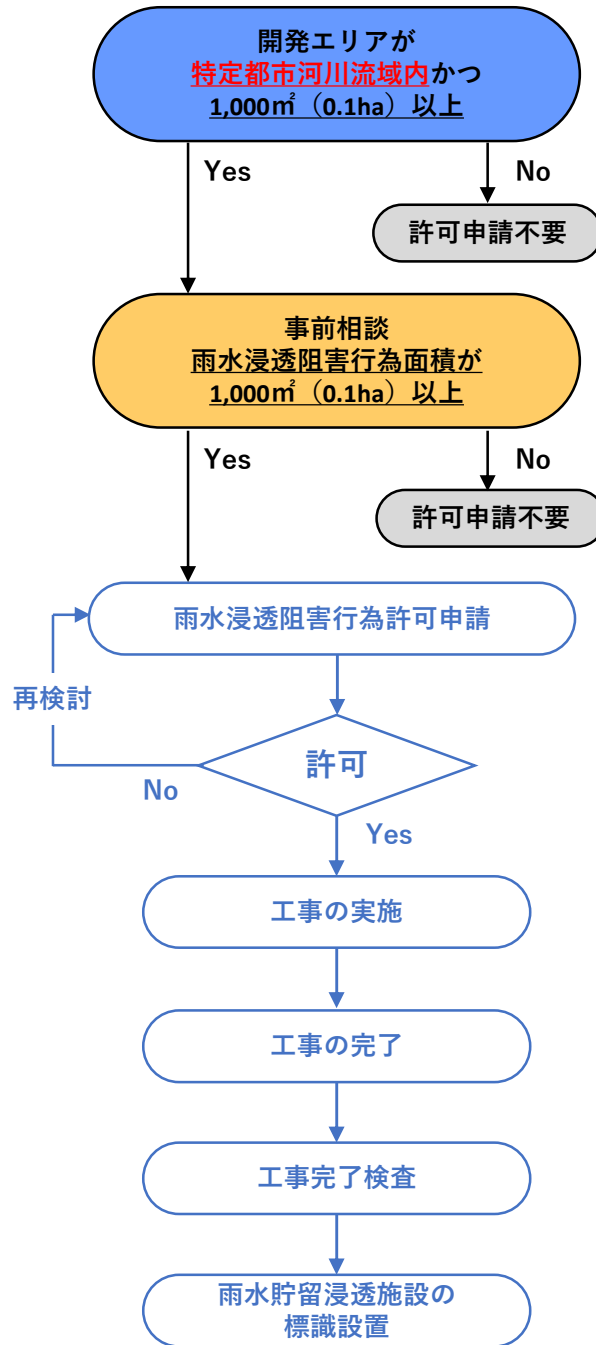 開発エリアが
特定都市河川流域内かつ
1,000㎡（0.1ha）以上
Yes
No
許可申請不要
事前相談
雨水浸透阻害行為面積が
1,000㎡（0.1ha）以上
Yes
No
許可申請不要
雨水浸透阻害行為許可申請
再検討
許可
No
Yes
工事の実施
工事の完了
工事完了検査
雨水貯留浸透施設の
標識設置